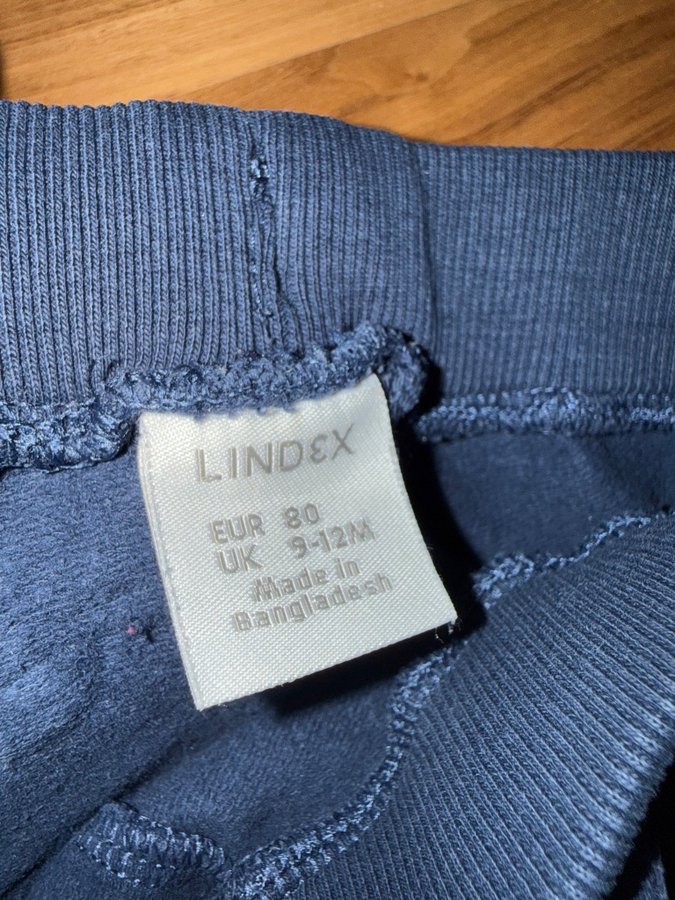 LINDEX
EUR 80
UK 9-12M
Made in
Bangladesh